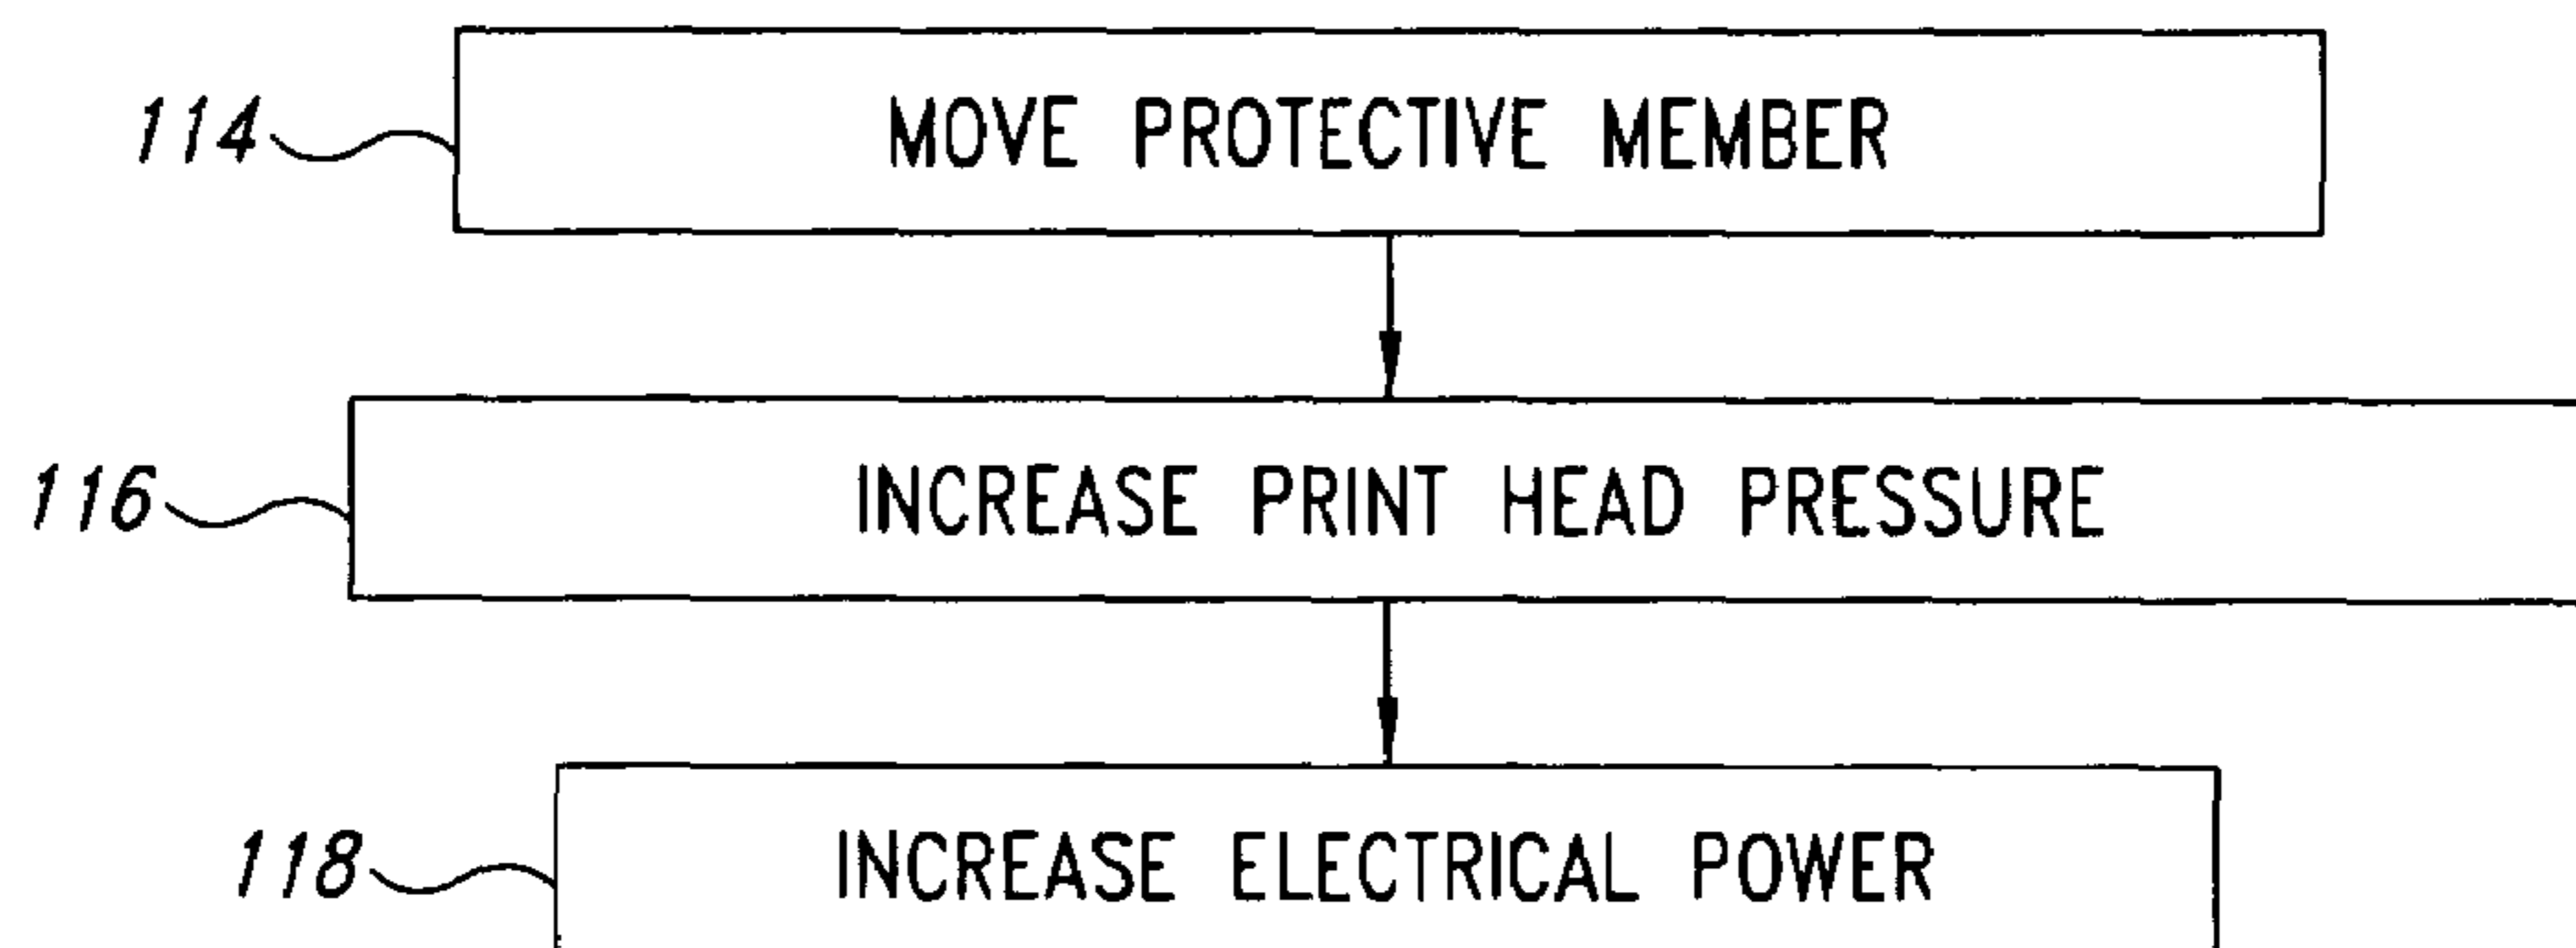 114 MOVE PROTECTIVE MEMBER
116 INCREASE PRINT HEAD PRESSURE
118 INCREASE ELECTRICAL POWER